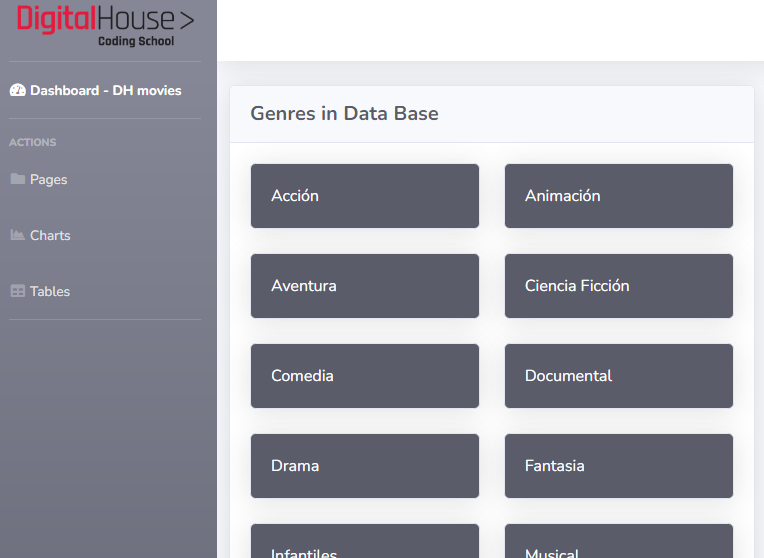 DigitalHouse >
Coding School
Dashboard - DH movies
ACTIONS
Pages
Charts
Tables
Genres in Data Base
Acción
Animación
Aventura
Ciencia Ficción
Comedia
Documental
Drama
Fantasia
Infantiles
Musical